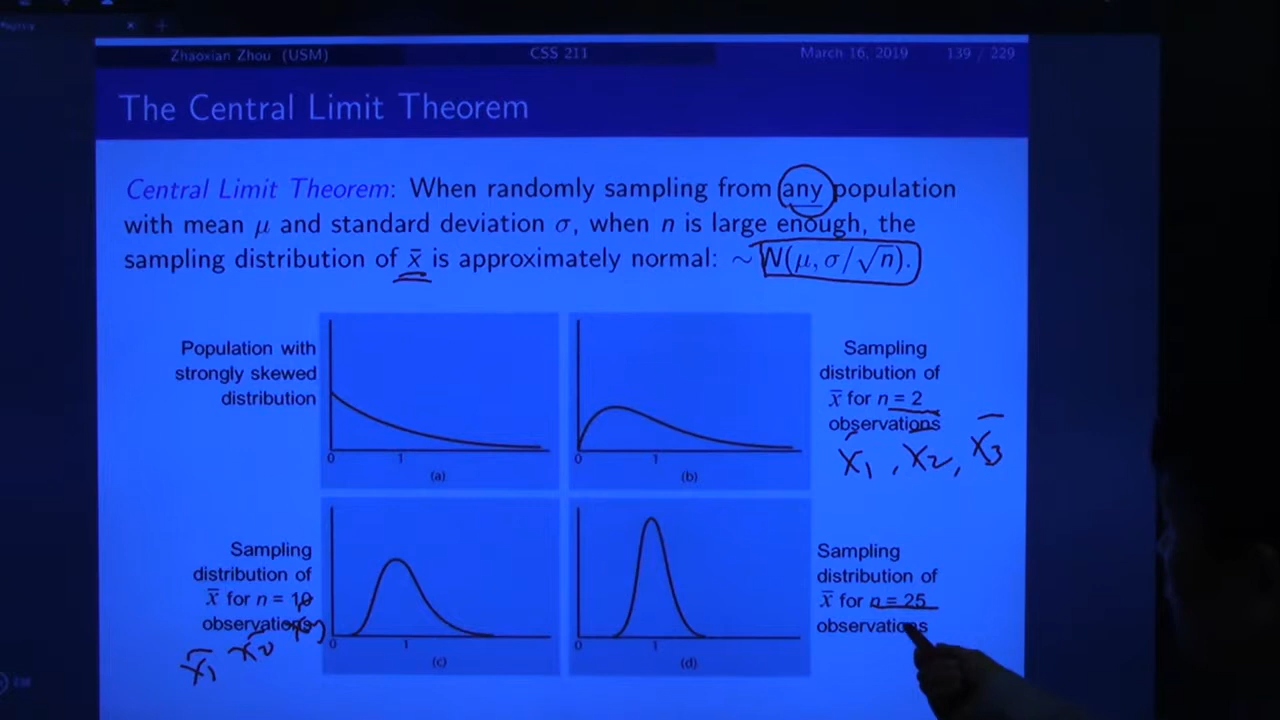 Zhaoxian Zhou (USM) CSS 211 March 16, 2019 139 / 229
The Central Limit Theorem
Central Limit Theorem: When randomly sampling from any population
with mean μ and standard deviation σ, when n is large enough, the
sampling distribution of x̄ is approximately normal: ~ N(μ, σ/√n).
Population with
strongly skewed
distribution
0 1
(a)
0 1
(b)
Sampling
distribution of
x̄ for n = 2
observations
x̄1, x2, x̄3
Sampling
distribution of
x̄ for n = 10
observations
x̄1 x̄2
0 1
(c)
0 1
(d)
Sampling
distribution of
x̄ for n = 25
observations